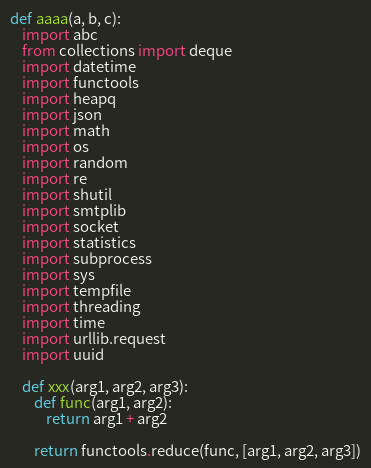 def aaaa(a, b, c):
    import abc
    from collections import deque
    import datetime
    import functools
    import heapq
    import json
    import math
    import os
    import random
    import re
    import shutil
    import smtplib
    import socket
    import statistics
    import subprocess
    import sys
    import tempfile
    import threading
    import time
    import urllib.request
    import uuid

    def xxx(arg1, arg2, arg3):
        def func(arg1, arg2):
            return arg1 + arg2

        return functools.reduce(func, [arg1, arg2, arg3])